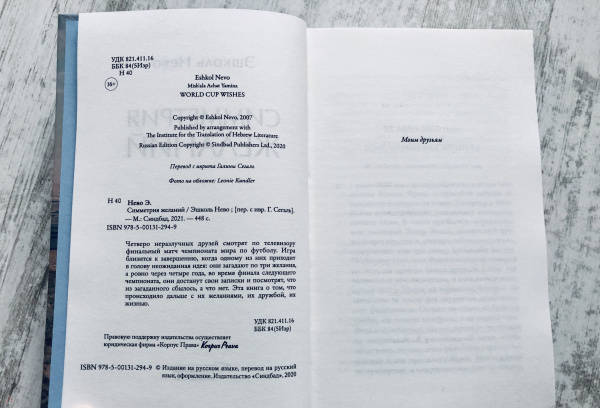 УДК 821.411.16
ББК 84(5Изр)
Н 40
16+
Eshkol Nevo
Mishkala Achat Yamina
WORLD CUP WISHES
Copyright © Eshkol Nevo, 2007
Published by arrangement with
The Institute for the Translation of Hebrew Literature
Russian Edition Copyright © Sindbad Publishers Ltd., 2020
Перевод с иврита Галины Сегаль
Фото на обложке: Leonie Kandler
Н 40
Нево Э.
Симметрия желаний / Эшколь Нево ; [пер. с ивр. Г. Сегаль].
— М.: Синдбад, 2021. — 448 с.
ISBN 978-5-00131-294-9
Четверо неразлучных друзей смотрят по телевизору
финальный матч чемпионата мира по футболу. Игра
близится к завершению, когда одному из них приходит
в голову неожиданная идея: они загадают по три желания,
а ровно через четыре года, во время финала следующего
чемпионата, они достанут свои записки и посмотрят, что
из загаданного сбылось, а что нет. Эта книга о том, что
происходило дальше с их желаниями, их дружбой, их
жизнью.
УДК 821.411.16
ББК 84(5Изр)
Правовую поддержку издательства осуществляет
юридическая фирма «Корпус Права» Korpus Prava
ISBN 978-5-00131-294-9
© Издание на русском языке, перевод на русский
язык, оформление. Издательство «Синдбад», 2020
Моим друзьям